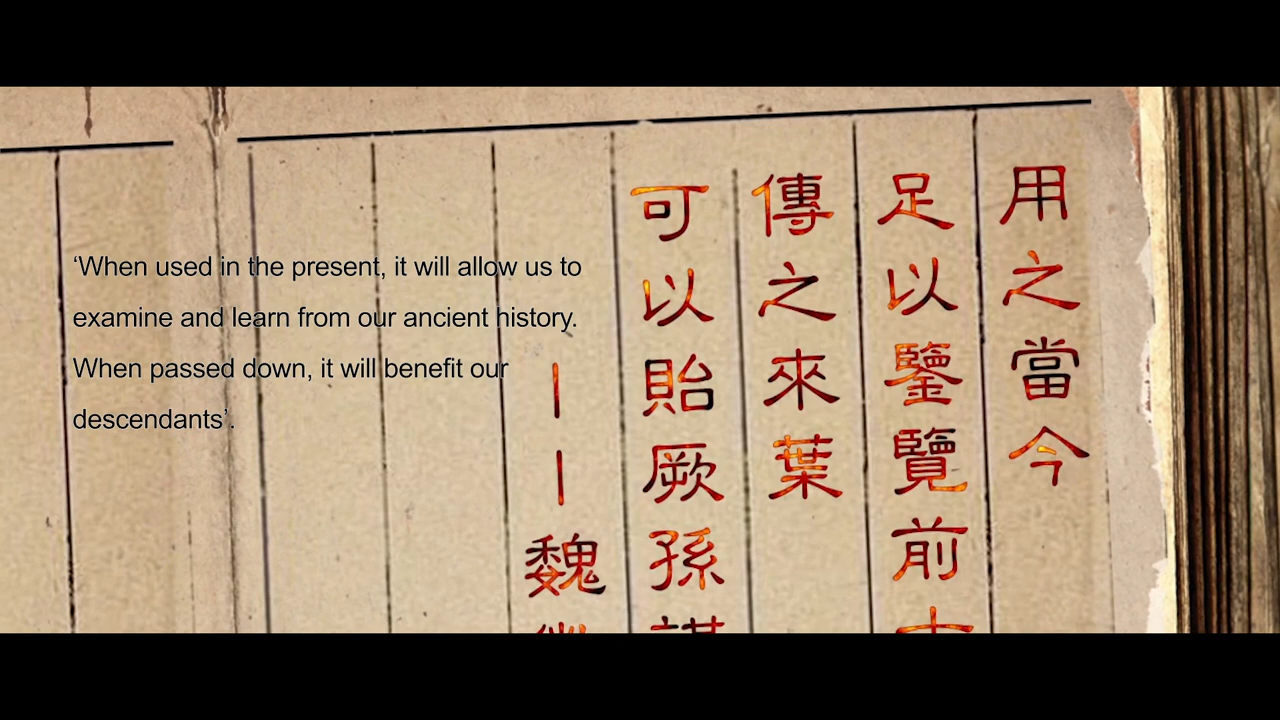 用之當今
足以鑒覽前
傳之來葉
可以貽厥孫
——魏
‘When used in the present, it will allow us to
examine and learn from our ancient history.
When passed down, it will benefit our
descendants’.